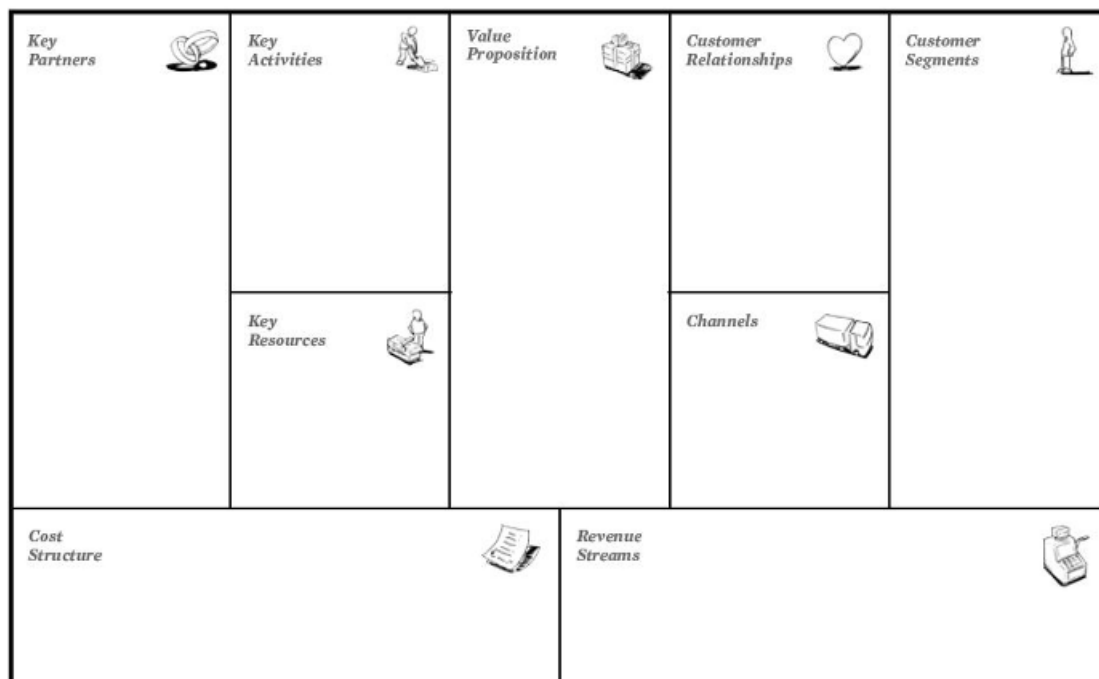 Key
Partners
Key
Activities
Value
Proposition
Customer
Relationships
Customer
Segments
Key
Resources
Channels
Cost
Structure
Revenue
Streams